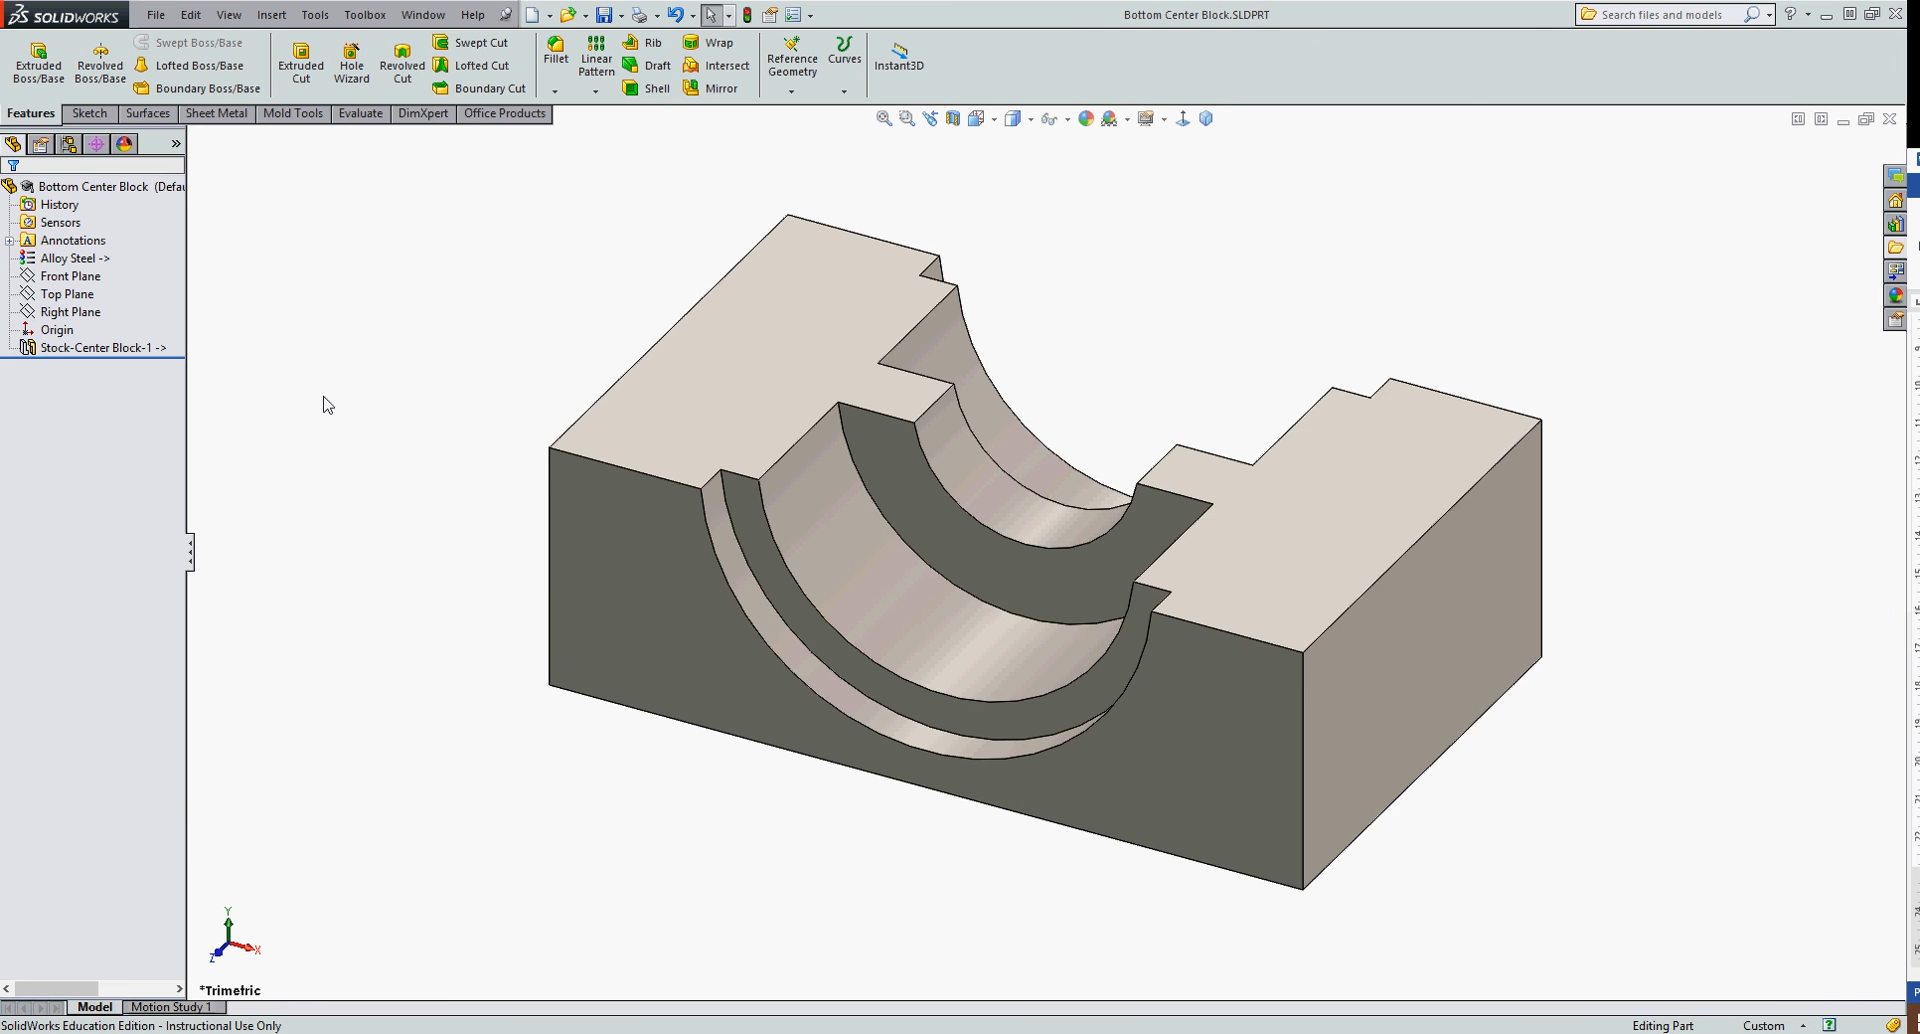 SOLIDWORKS File Edit View Insert Tools Toolbox Window Help Bottom Center Block.SLDPRT Search files and models
Extruded Boss/Base
Revolved Boss/Base
Swept Boss/Base
Lofted Boss/Base
Boundary Boss/Base
Extruded Cut
Hole Wizard
Revolved Cut
Swept Cut
Lofted Cut
Boundary Cut
Fillet
Linear Pattern
Rib
Draft
Shell
Wrap
Intersect
Mirror
Reference Geometry
Curves
Instant3D
Features Sketch Surfaces Sheet Metal Mold Tools Evaluate DimXpert Office Products
Bottom Center Block (Defau
History
Sensors
Annotations
Alloy Steel ->
Front Plane
Top Plane
Right Plane
Origin
Stock-Center Block-1 ->
Y
X
Z
*Trimetric
Model Motion Study 1
SolidWorks Education Edition - Instructional Use Only Editing Part Custom